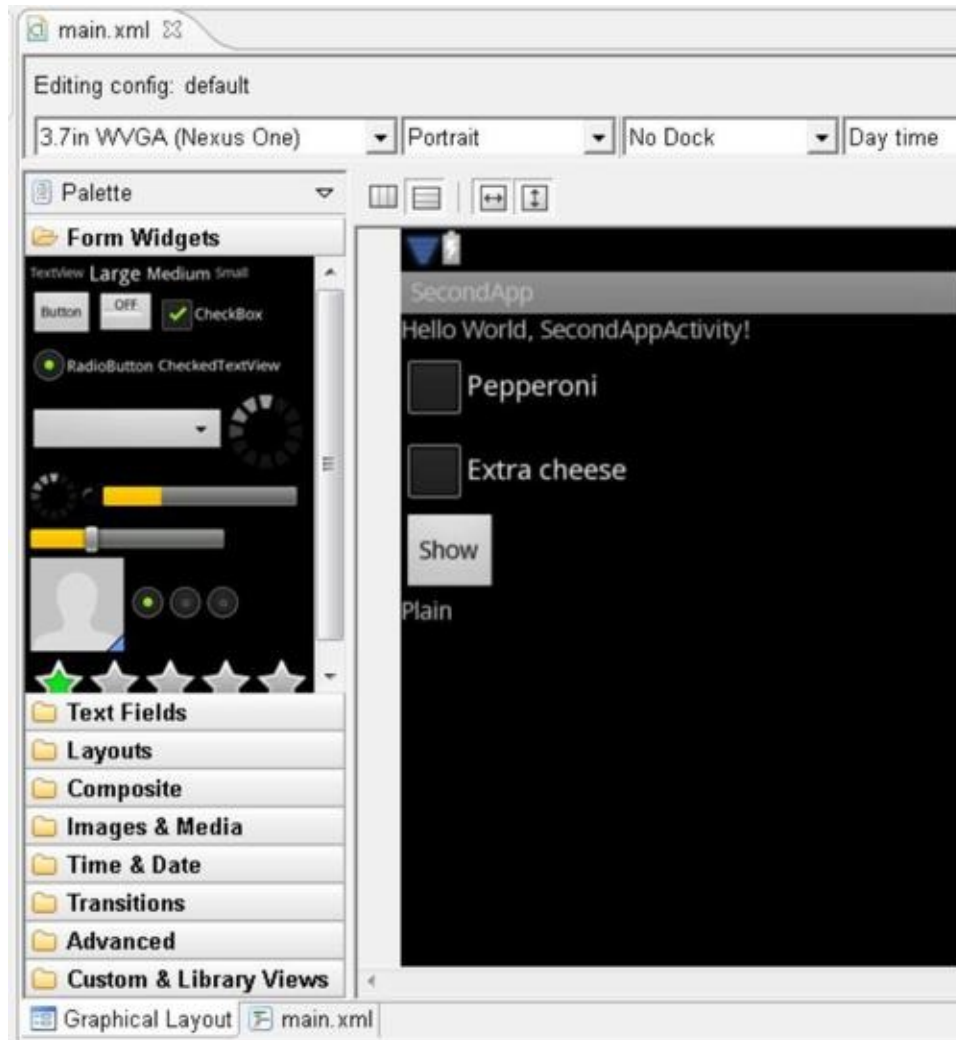 main.xml
Editing config: default
3.7in WVGA (Nexus One) Portrait No Dock Day time
Palette
Form Widgets
TextView Large Medium Small
Button OFF CheckBox
RadioButton CheckedTextView
Text Fields
Layouts
Composite
Images & Media
Time & Date
Transitions
Advanced
Custom & Library Views
SecondApp
Hello World, SecondAppActivity!
Pepperoni
Extra cheese
Show
Plain
Graphical Layout main.xml